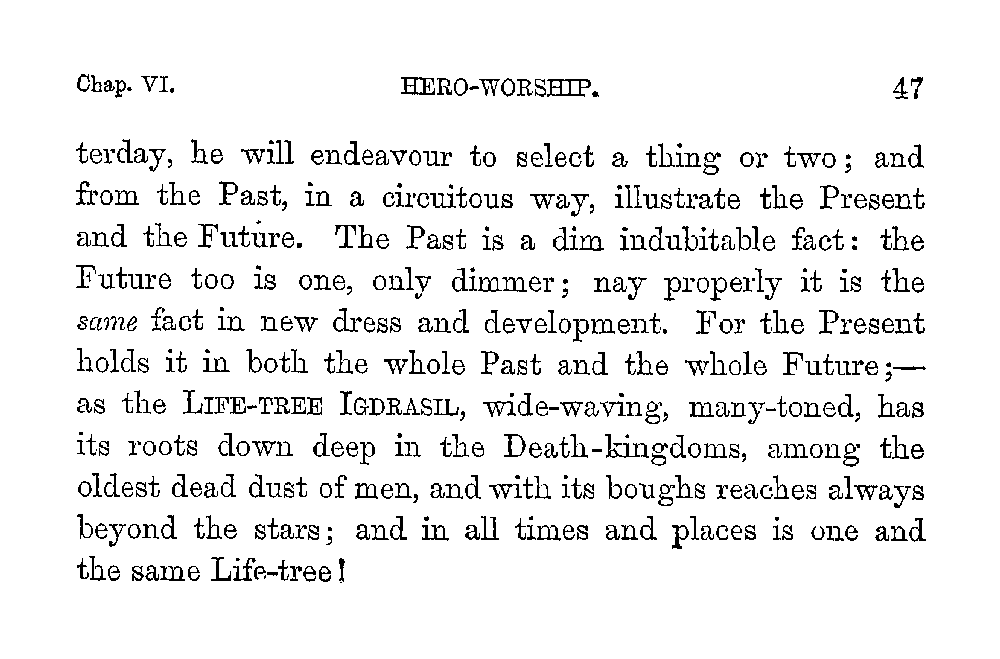 Chap. VI. HERO-WORSHIP. 47
terday, he will endeavour to select a thing or two; and
from the Past, in a circuitous way, illustrate the Present
and the Future. The Past is a dim indubitable fact: the
Future too is one, only dimmer; nay properly it is the
same fact in new dress and development. For the Present
holds it in both the whole Past and the whole Future;—
as the LIFE-TREE IGDRASIL, wide-waving, many-toned, has
its roots down deep in the Death-kingdoms, among the
oldest dead dust of men, and with its boughs reaches always
beyond the stars; and in all times and places is one and
the same Life-tree!